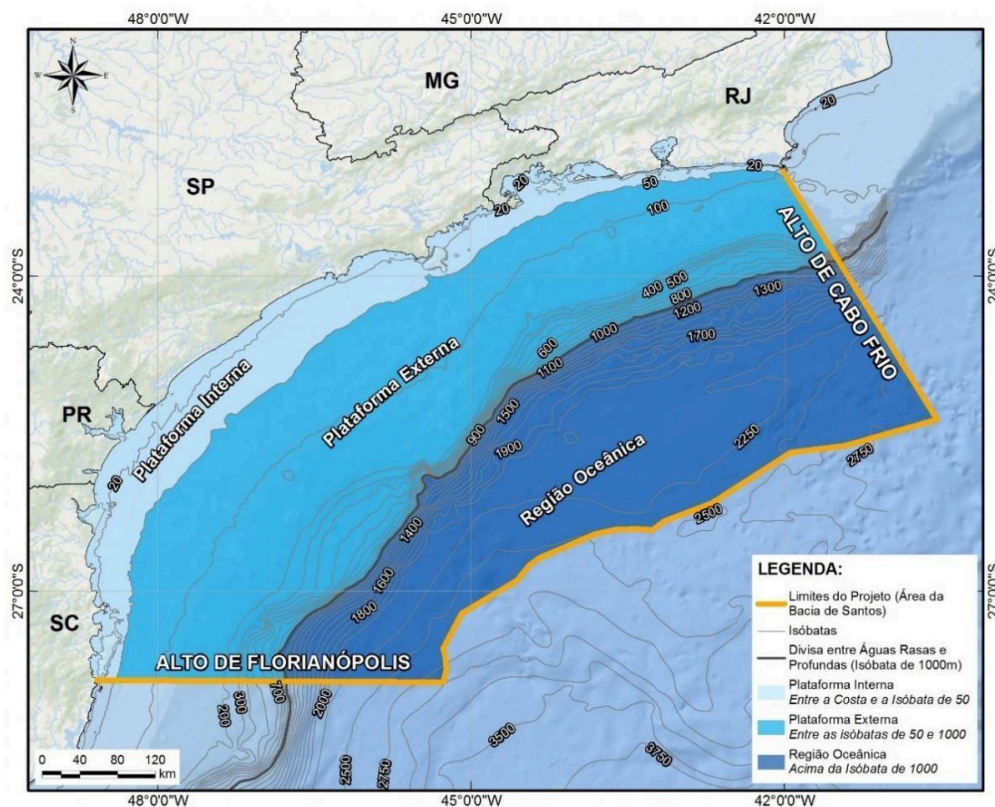 48°0'0"W
45°0'0"W
42°0'0"W
N
W
E
S
MG
RJ
SP
PR
SC
24°0'0"S
24°0'0"S
27°0'0"S
27°0'0"S
20
20
20
20
50
20
100
20
ALTO DE CABO FRIO
400
500
800
1200
1300
1700
600
1000
1100
Plataforma Interna
Plataforma Externa
Região Oceânica
900
1500
1900
2250
2750
2500
1400
1600
1800
ALTO DE FLORIANÓPOLIS
700
300
200
2000
2500
2750
3500
3750
LEGENDA:
Limites do Projeto (Área da
Bacia de Santos)
Isóbatas
Divisa entre Águas Rasas e
Profundas (Isóbata de 1000m)
Plataforma Interna
Entre a Costa e a Isóbata de 50
Plataforma Externa
Entre as isóbatas de 50 e 1000
Região Oceânica
Acima da Isóbata de 1000
0 20 40 80 120
km
48°0'0"W
45°0'0"W
42°0'0"W